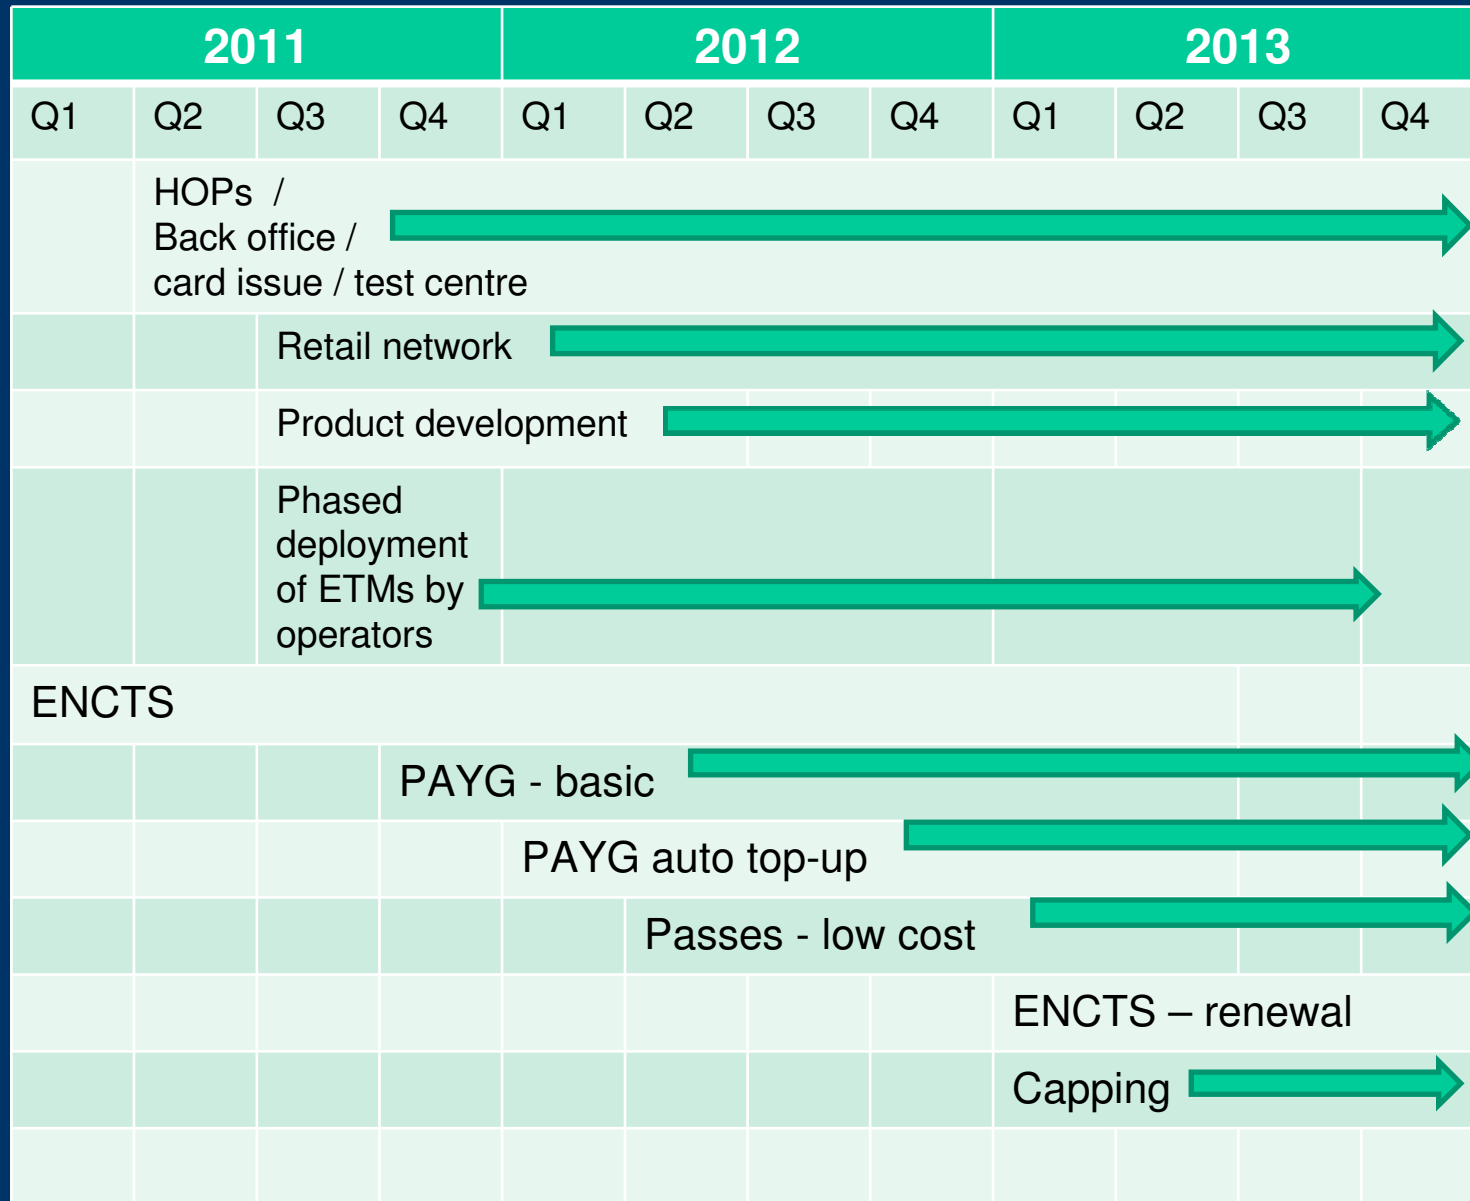 2011 2012 2013
Q1 Q2 Q3 Q4 Q1 Q2 Q3 Q4 Q1 Q2 Q3 Q4
HOPs /
Back office /
card issue / test centre
Retail network
Product development
Phased
deployment
of ETMs by
operators
ENCTS
PAYG - basic
PAYG auto top-up
Passes - low cost
ENCTS – renewal
Capping